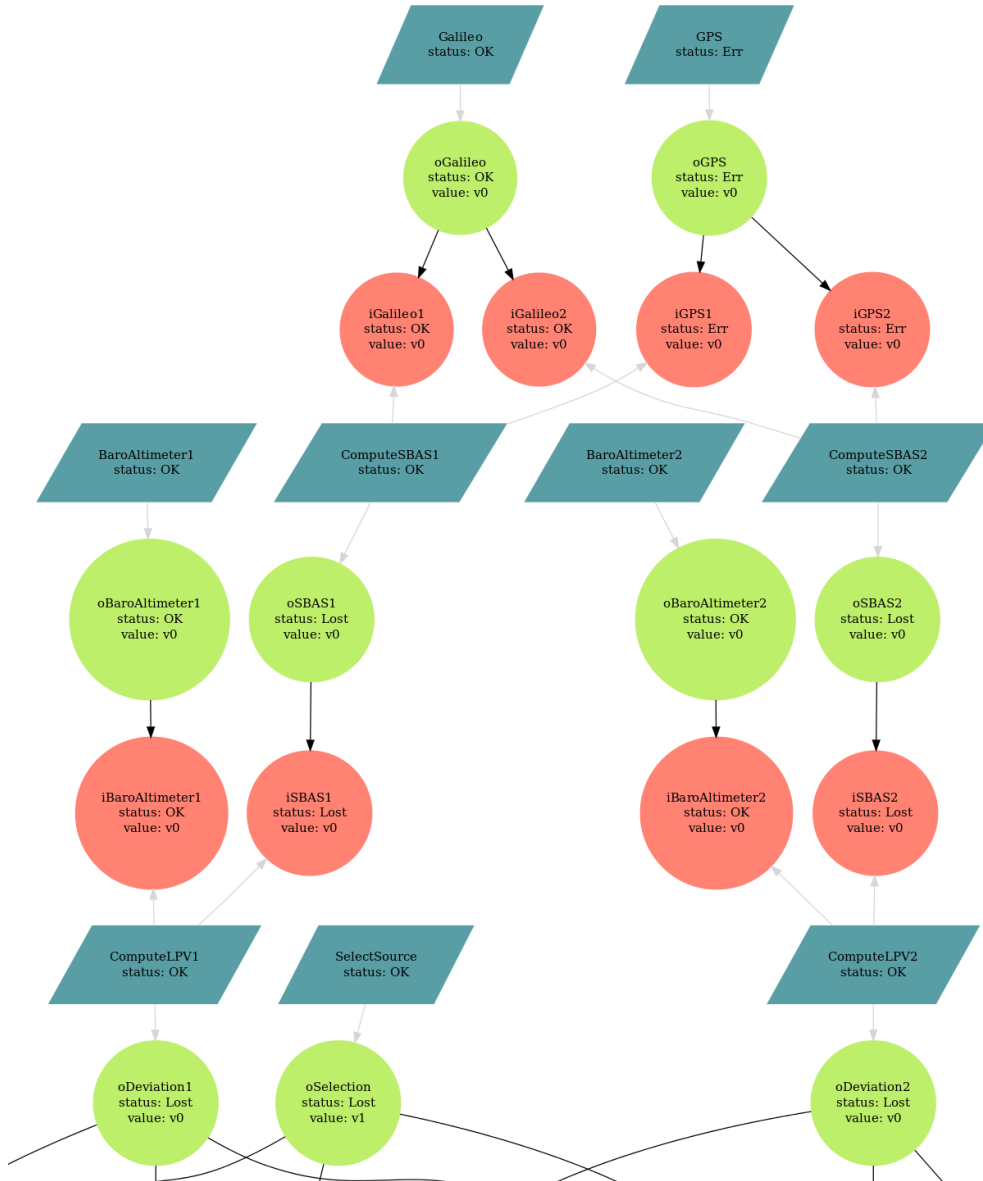 Galileo
status: OK
GPS
status: Err
oGalileo
status: OK
value: v0
oGPS
status: Err
value: v0
iGalileo1
status: OK
value: v0
iGalileo2
status: OK
value: v0
iGPS1
status: Err
value: v0
iGPS2
status: Err
value: v0
BaroAltimeter1
status: OK
ComputeSBAS1
status: OK
BaroAltimeter2
status: OK
ComputeSBAS2
status: OK
oBaroAltimeter1
status: OK
value: v0
oSBAS1
status: Lost
value: v0
oBaroAltimeter2
status: OK
value: v0
oSBAS2
status: Lost
value: v0
iBaroAltimeter1
status: OK
value: v0
iSBAS1
status: Lost
value: v0
iBaroAltimeter2
status: OK
value: v0
iSBAS2
status: Lost
value: v0
ComputeLPV1
status: OK
SelectSource
status: OK
ComputeLPV2
status: OK
oDeviation1
status: Lost
value: v0
oSelection
status: Lost
value: v1
oDeviation2
status: Lost
value: v0